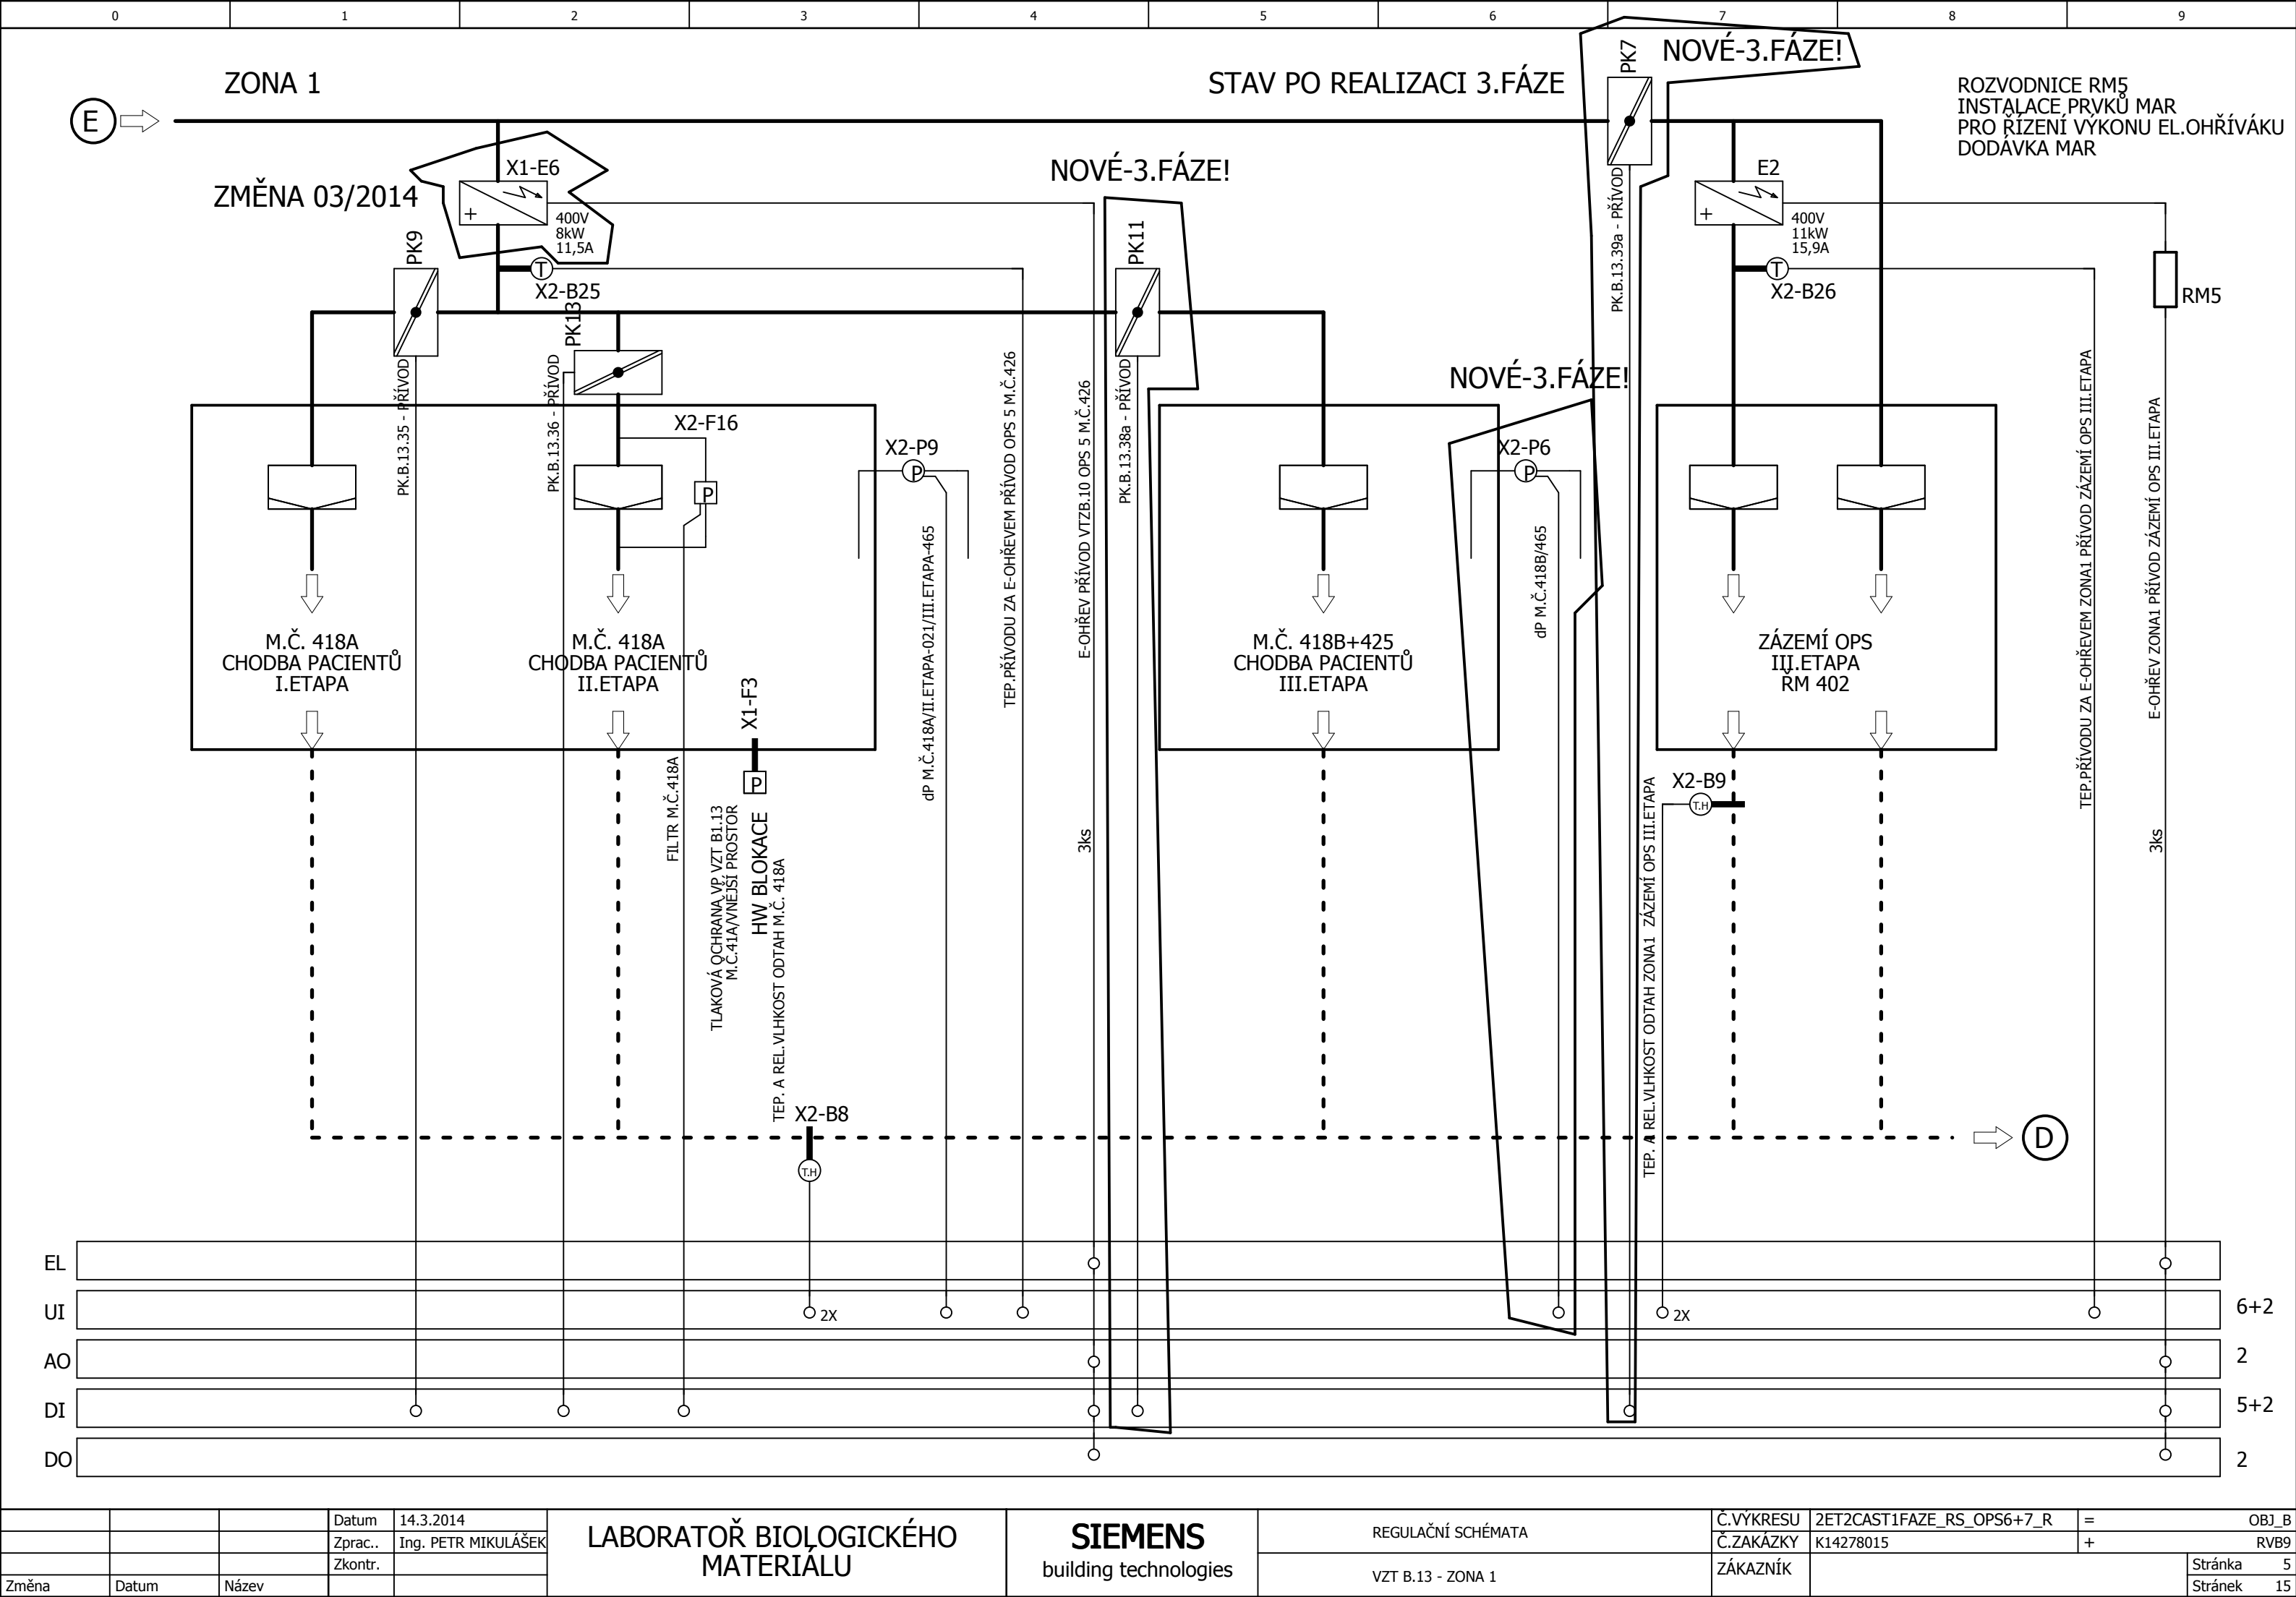 0 1 2 3 4 5 6 7 8 9
ZONA 1
STAV PO REALIZACI 3.FÁZE
PK7
NOVÉ-3.FÁZE!
ROZVODNICE RM5
INSTALACE PRVKŮ MAR
PRO ŘÍZENÍ VÝKONU EL.OHŘÍVÁKU
DODÁVKA MAR
E
ZMĚNA 03/2014
X1-E6
+
400V
8kW
11,5A
NOVÉ-3.FÁZE!
E2
+
400V
11kW
15,9A
PK9
T
X2-B25
PK13
PK11
PK.B.13.39a - PŘÍVOD
T
X2-B26
RM5
PK.B.13.35 - PŘÍVOD
PK.B.13.36 - PŘÍVOD
X2-F16
P
X2-P9
P
dP M.Č.418A/II.ETAPA-021/III.ETAPA-465
TEP.PŘÍVODU ZA E-OHŘEVEM PŘÍVOD OPS 5 M.Č.426
E-OHŘEV PŘÍVOD VTZB.10 OPS 5 M.Č.426
3ks
PK.B.13.38a - PŘÍVOD
NOVÉ-3.FÁZE!
X2-P6
P
dP M.Č.418B/465
TEP.PŘÍVODU ZA E-OHŘEVEM ZONA1 PŘÍVOD ZÁZEMÍ OPS III.ETAPA
E-OHŘEV ZONA1 PŘÍVOD ZÁZEMÍ OPS III.ETAPA
3ks
M.Č. 418A
CHODBA PACIENTŮ
I.ETAPA
M.Č. 418A
CHODBA PACIENTŮ
II.ETAPA
M.Č. 418B+425
CHODBA PACIENTŮ
III.ETAPA
ZÁZEMÍ OPS
III.ETAPA
ŘM 402
X1-F3
P
FILTR M.Č.418A
TLAKOVÁ OCHRANA VP VZT B1.13
M.Č.41A/VNĚJŠÍ PROSTOR
HW BLOKACE
TEP. A REL.VLHKOST ODTAH M.Č. 418A
X2-B8
T.H
X2-B9
T.H
TEP. A REL.VLHKOST ODTAH ZONA1 ZÁZEMÍ OPS III.ETAPA
D
EL
UI 2X 2X 6+2
AO 2
DI 5+2
DO 2
Datum 14.3.2014
Zprac.. Ing. PETR MIKULÁŠEK
Zkontr.
Změna Datum Název
LABORATOŘ BIOLOGICKÉHO
MATERIÁLU
SIEMENS
building technologies
REGULAČNÍ SCHÉMATA
VZT B.13 - ZONA 1
Č.VÝKRESU 2ET2CAST1FAZE_RS_OPS6+7_R = OBJ_B
Č.ZAKÁZKY K14278015 + RVB9
ZÁKAZNÍK
Stránka 5
Stránek 15